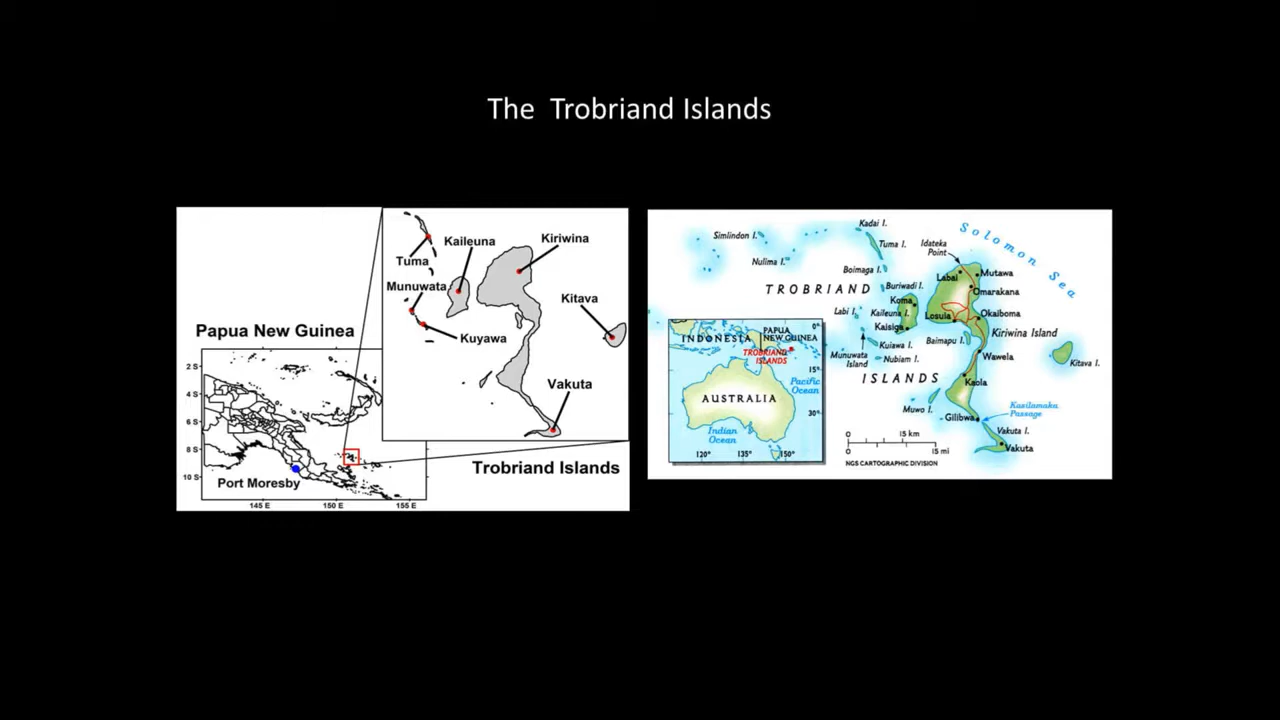 The Trobriand Islands
Tuma
Kaileuna
Kiriwina
Munuwata
Kitava
Kuyawa
Vakuta
Papua New Guinea
2 S
4 S
6 S
8 S
10 S
Port Moresby
145 E
150 E
155 E
Trobriand Islands
Kadai I.
Simlindon I.
Tuma I.
Idateka
Point
Solomon Sea
Nulima I.
Boimaga I.
Labai
Mutawa
TROBRIAND
Buriwadi I.
Omarakana
Koma
Labi I.
Kaileuna I.
Losuia
Okaiboma
Kaisiga
Kiriwina Island
Baimapu I.
Kuiawa I.
Munuwata
Island
Nubiam I.
Wawela
Kitava I.
ISLANDS
Kaola
Muwo I.
Gilibwa
Kasilamaka
Passage
Vakuta I.
Vakuta
0
15 km
0
15 mi
NGS CARTOGRAPHIC DIVISION
INDONESIA
PAPUA
NEW GUINEA
0°
TROBRIAND
ISLANDS
15°
Pacific
Ocean
AUSTRALIA
30°
Indian
Ocean
120°
135°
150°